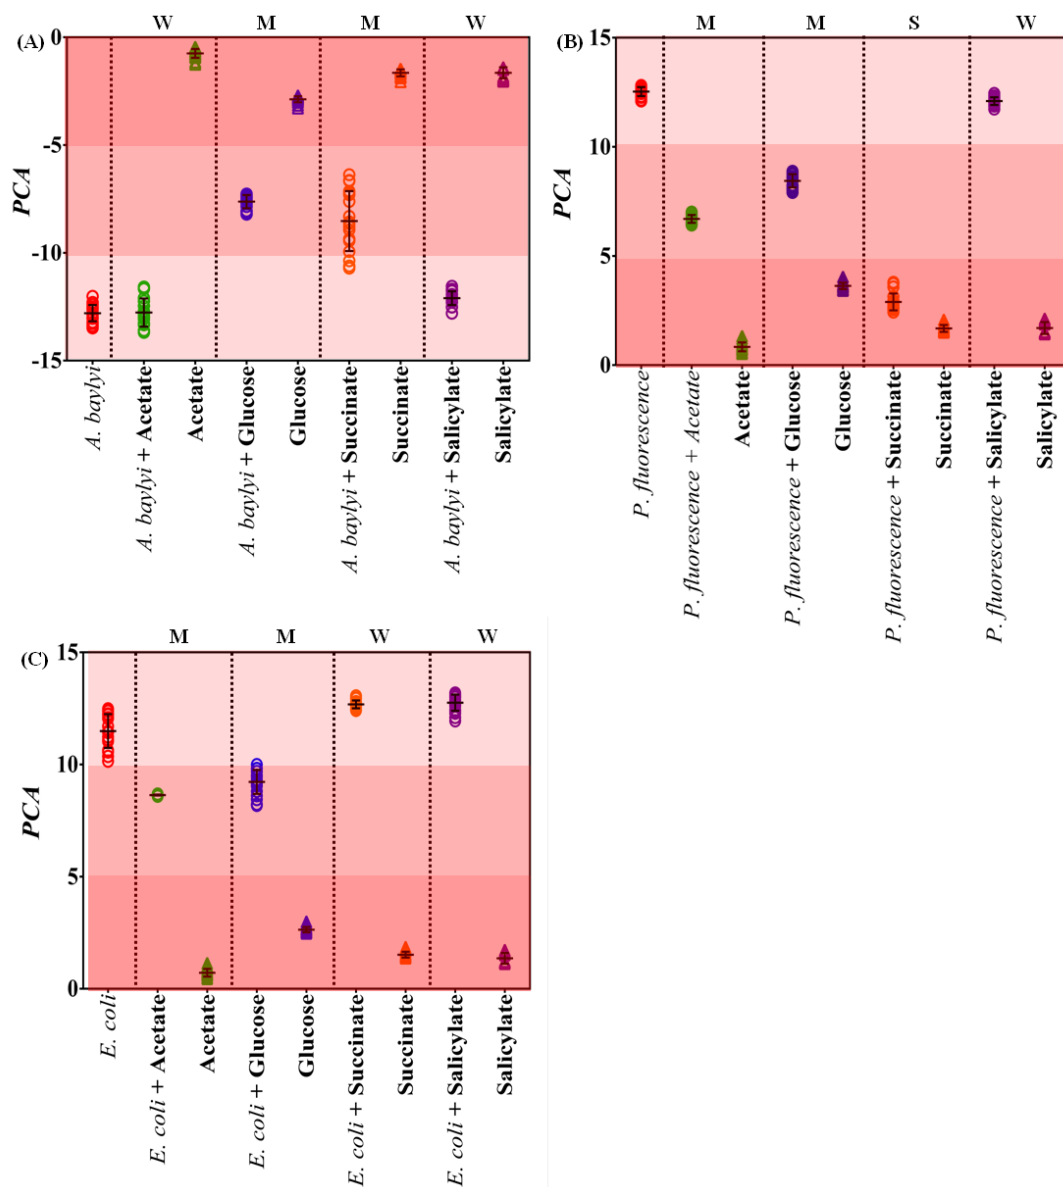 W M M W
(A)
0
-5
-10
-15
PCA
A. baylyi
A. baylyi + Acetate
Acetate
A. baylyi + Glucose
Glucose
A. baylyi + Succinate
Succinate
A. baylyi + Salicylate
Salicylate
M M S W
(B)
15
10
5
0
PCA
P. fluorescence
P. fluorescence + Acetate
Acetate
P. fluorescence + Glucose
Glucose
P. fluorescence + Succinate
Succinate
P. fluorescence + Salicylate
Salicylate
M M W W
(C)
15
10
5
0
PCA
E. coli
E. coli + Acetate
Acetate
E. coli + Glucose
Glucose
E. coli + Succinate
Succinate
E. coli + Salicylate
Salicylate